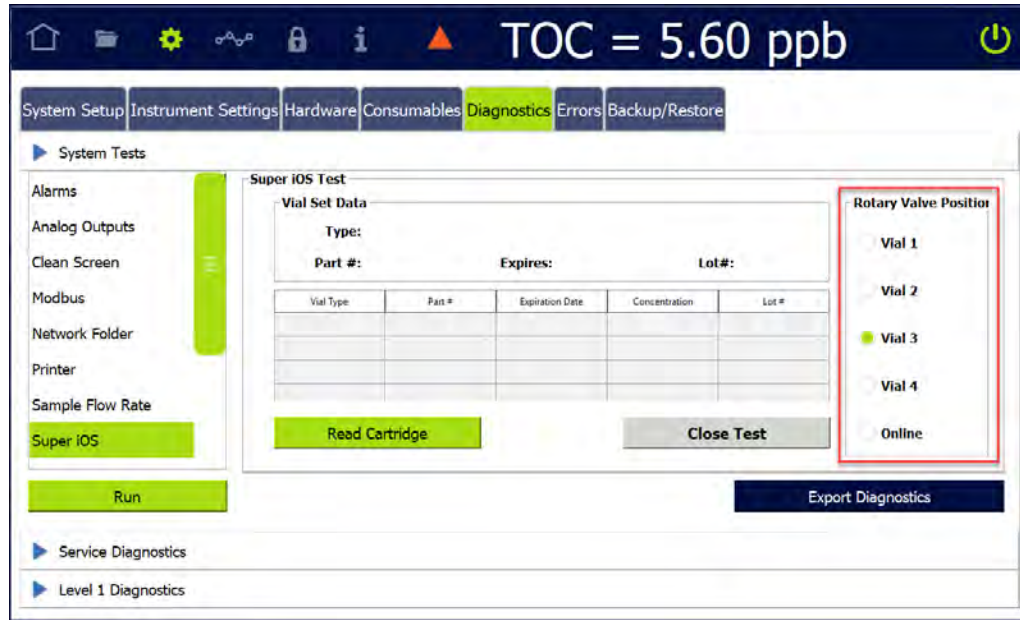 TOC = 5.60 ppb
System Setup Instrument Settings Hardware Consumables Diagnostics Errors Backup/Restore
System Tests
Alarms
Analog Outputs
Clean Screen
Modbus
Network Folder
Printer
Sample Flow Rate
Super iOS
Run
Super iOS Test
Vial Set Data
Type:
Part #: Expires: Lot#:
Vial Type Part # Expiration Date Concentration Lot #
Read Cartridge Close Test
Rotary Valve Position
Vial 1
Vial 2
Vial 3
Vial 4
Online
Export Diagnostics
Service Diagnostics
Level 1 Diagnostics